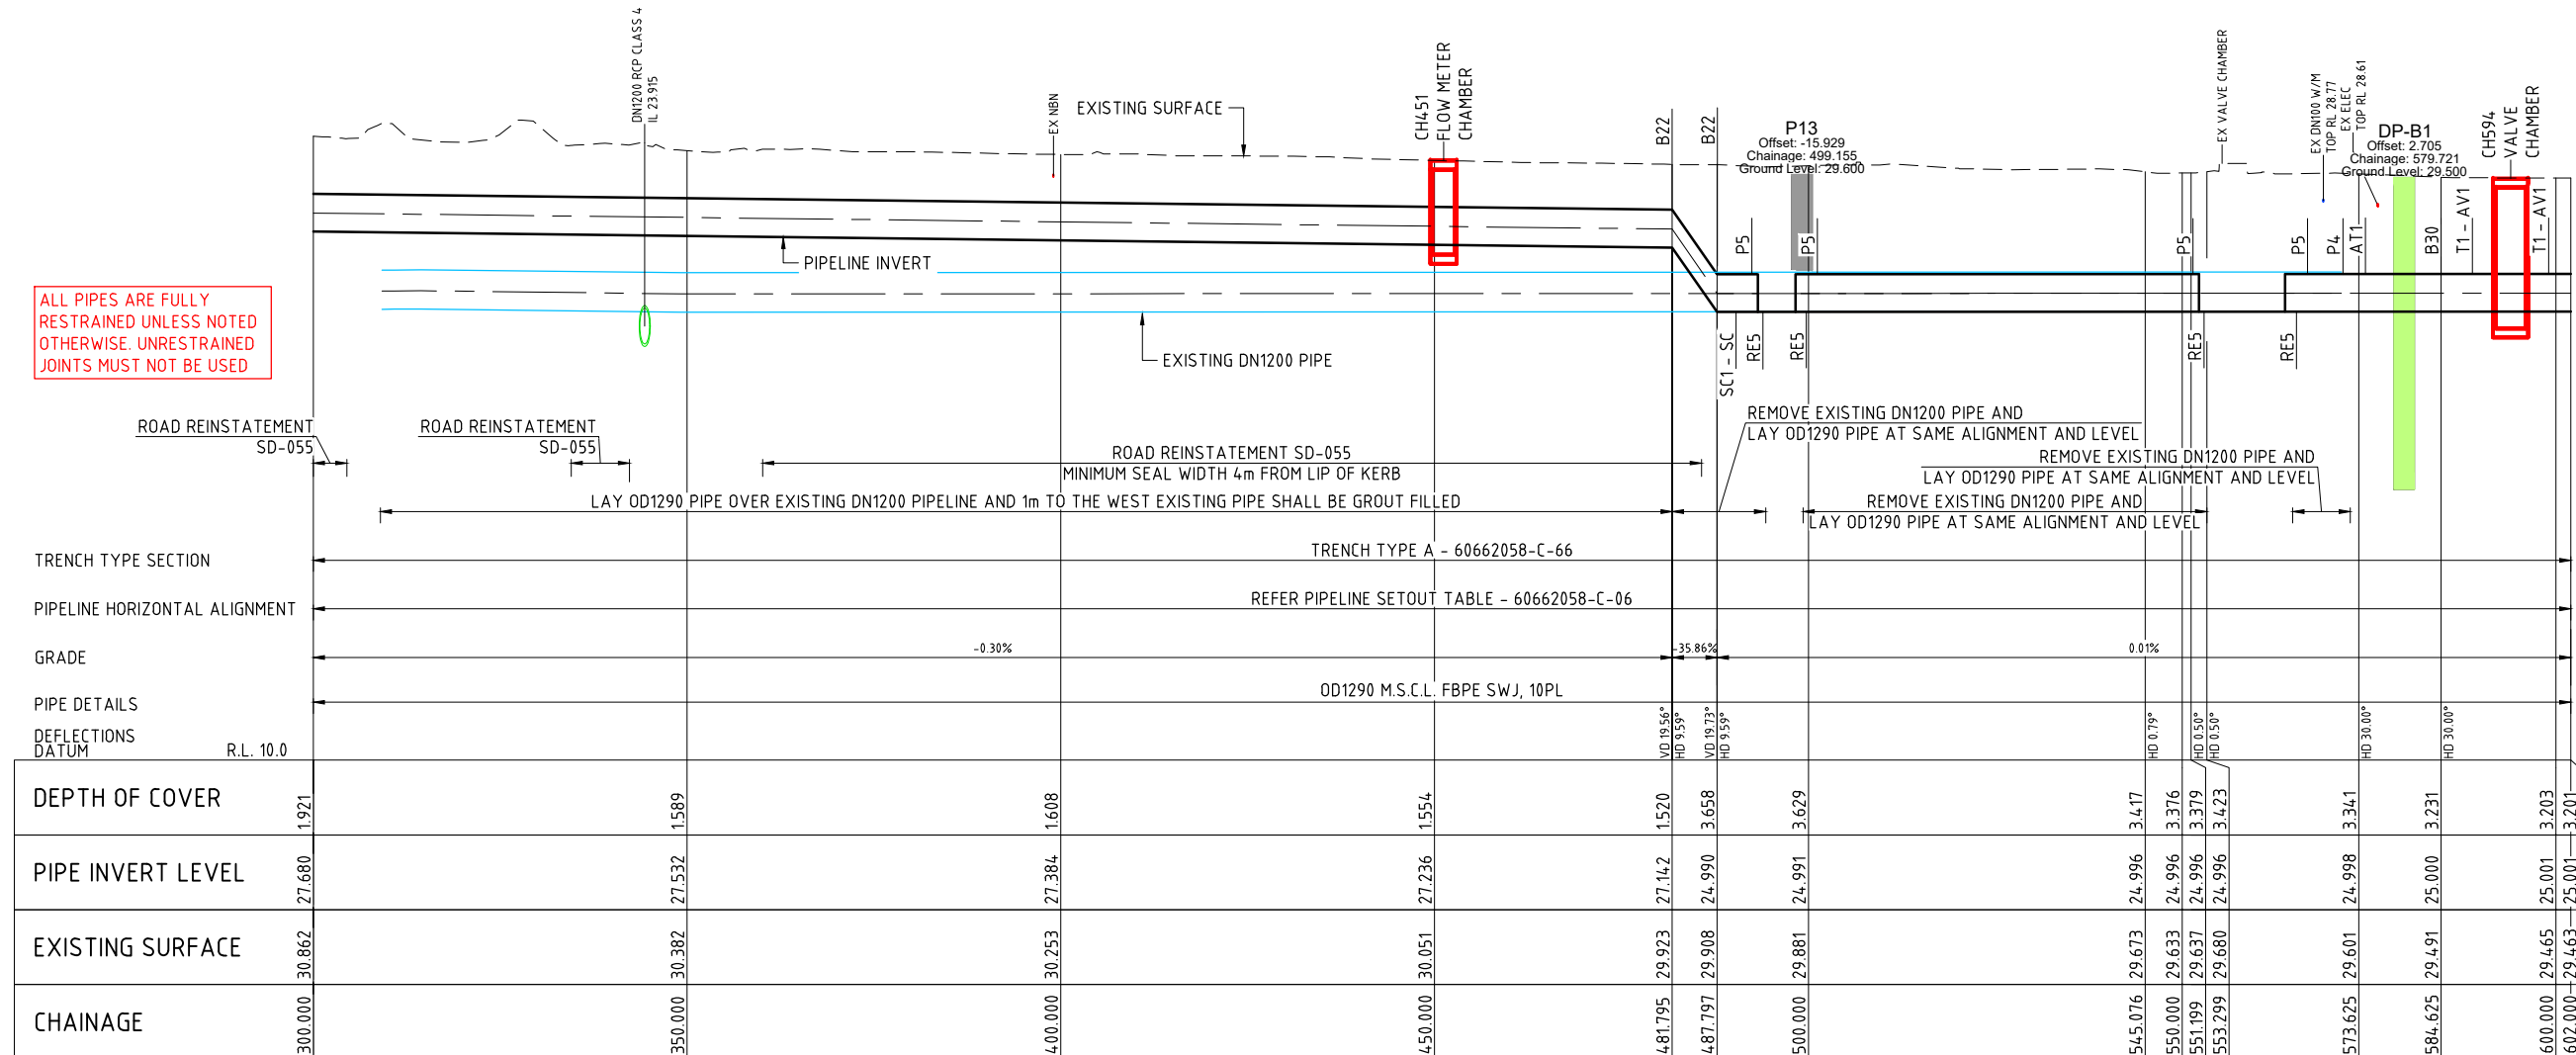 DN1200 RCP CLASS 4
IL 23.915
EX NBN
EXISTING SURFACE
CH451
FLOW METER
CHAMBER
B22
B22
P13
Offset: -15.929
Chainage: 499.155
Ground Level: 29.600
EX VALVE CHAMBER
EX DN100 W/M
TOP RL 28.77
EX ELEC
TOP RL 28.61
DP-B1
Offset: 2.705
Chainage: 579.721
Ground Level: 29.500
CH594
VALVE
CHAMBER
P5
P5
P5
P5
P4
AT1
B30
T1 - AV1
T1 - AV1
PIPELINE INVERT
EXISTING DN1200 PIPE
SC1 - SC
RE5
RE5
RE5
RE5
ALL PIPES ARE FULLY
RESTRAINED UNLESS NOTED
OTHERWISE. UNRESTRAINED
JOINTS MUST NOT BE USED
ROAD REINSTATEMENT
SD-055
ROAD REINSTATEMENT
SD-055
ROAD REINSTATEMENT SD-055
MINIMUM SEAL WIDTH 4m FROM LIP OF KERB
REMOVE EXISTING DN1200 PIPE AND
LAY OD1290 PIPE AT SAME ALIGNMENT AND LEVEL
REMOVE EXISTING DN1200 PIPE AND
LAY OD1290 PIPE AT SAME ALIGNMENT AND LEVEL
LAY OD1290 PIPE OVER EXISTING DN1200 PIPELINE AND 1m TO THE WEST EXISTING PIPE SHALL BE GROUT FILLED
REMOVE EXISTING DN1200 PIPE AND
LAY OD1290 PIPE AT SAME ALIGNMENT AND LEVEL
TRENCH TYPE SECTION
TRENCH TYPE A - 60662058-C-66
PIPELINE HORIZONTAL ALIGNMENT
REFER PIPELINE SETOUT TABLE - 60662058-C-06
GRADE
-0.30%
-35.86%
0.01%
PIPE DETAILS
OD1290 M.S.C.L. FBPE SWJ, 10PL
DEFLECTIONS
VD 19.56°
HD 9.59°
VD 19.73°
HD 9.59°
HD 0.79°
HD 0.50°
HD 0.50°
HD 30.00°
HD 30.00°
DATUM R.L. 10.0
DEPTH OF COVER 1.921 1.589 1.608 1.554 1.520 3.658 3.629 3.417 3.376 3.379 3.423 3.341 3.231 3.203 3.201
PIPE INVERT LEVEL 27.680 27.532 27.384 27.236 27.142 24.990 24.991 24.996 24.996 24.996 24.996 24.998 25.000 25.001 25.001
EXISTING SURFACE 30.862 30.382 30.253 30.051 29.923 29.908 29.881 29.673 29.633 29.637 29.680 29.601 29.491 29.465 29.463
CHAINAGE 300.000 350.000 400.000 450.000 481.795 487.797 500.000 545.076 550.000 551.199 553.299 573.625 584.625 600.000 602.000